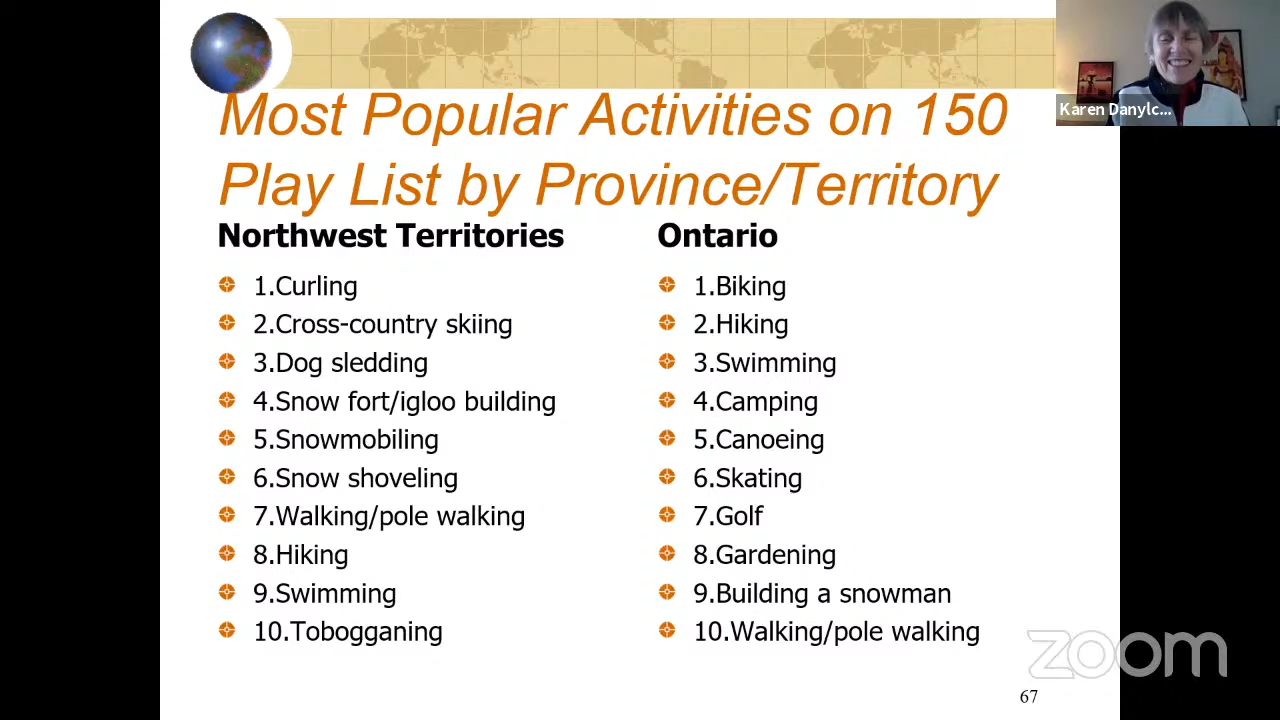 Most Popular Activities on 150
Play List by Province/Territory
Karen Danylc...
Northwest Territories
1.Curling
2.Cross-country skiing
3.Dog sledding
4.Snow fort/igloo building
5.Snowmobiling
6.Snow shoveling
7.Walking/pole walking
8.Hiking
9.Swimming
10.Tobogganing
Ontario
1.Biking
2.Hiking
3.Swimming
4.Camping
5.Canoeing
6.Skating
7.Golf
8.Gardening
9.Building a snowman
10.Walking/pole walking
zoom
67